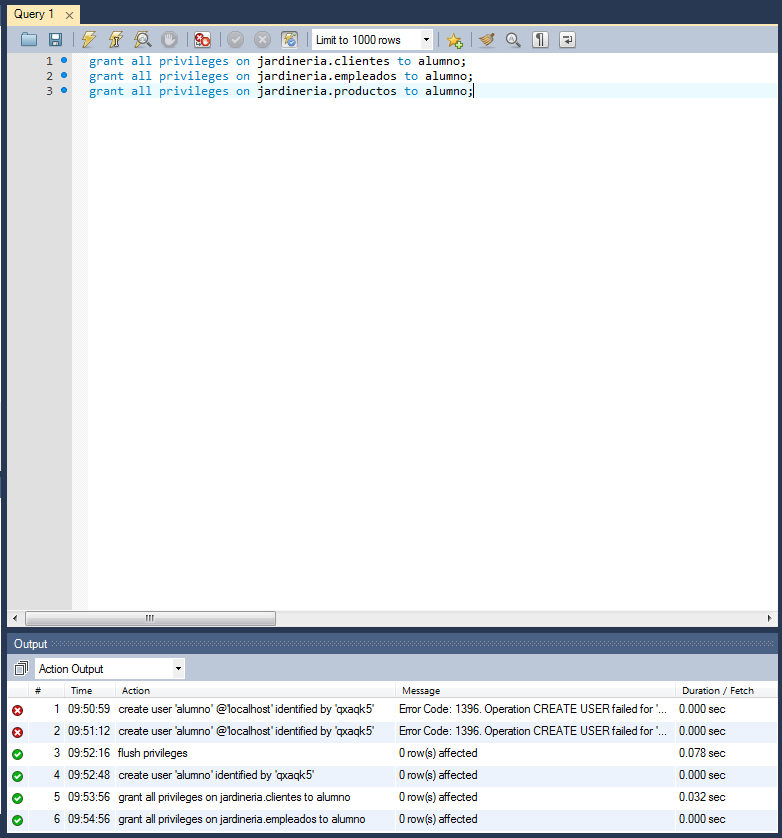 Query 1
Limit to 1000 rows
1 grant all privileges on jardineria.clientes to alumno;
2 grant all privileges on jardineria.empleados to alumno;
3 grant all privileges on jardineria.productos to alumno;
Output
Action Output
# Time Action Message Duration / Fetch
1 09:50:59 create user 'alumno' @'localhost' identified by 'qxaqk5' Error Code: 1396. Operation CREATE USER failed for '... 0.000 sec
2 09:51:12 create user 'alumno' @'localhost' identified by 'qxaqk5' Error Code: 1396. Operation CREATE USER failed for '... 0.000 sec
3 09:52:16 flush privileges 0 row(s) affected 0.078 sec
4 09:52:48 create user 'alumno' identified by 'qxaqk5' 0 row(s) affected 0.000 sec
5 09:53:56 grant all privileges on jardineria.clientes to alumno 0 row(s) affected 0.032 sec
6 09:54:56 grant all privileges on jardineria.empleados to alumno 0 row(s) affected 0.000 sec